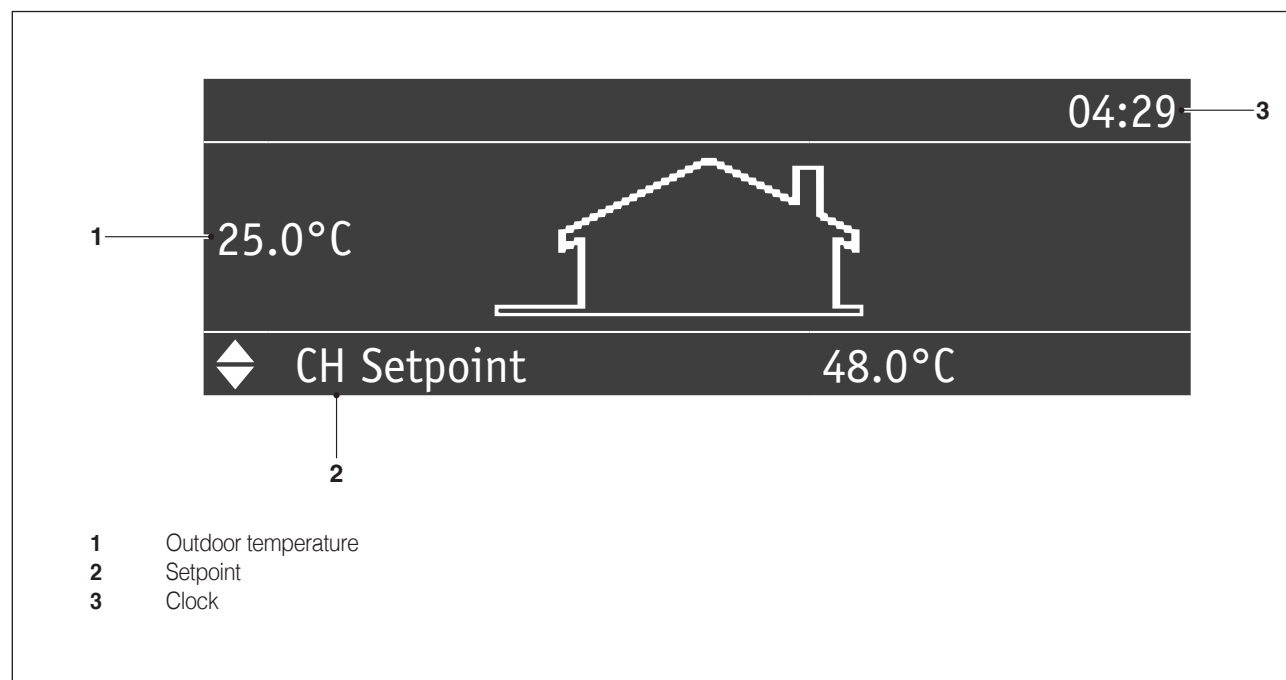 04:29
3
1
25.0°C
CH Setpoint 48.0°C
2
1 Outdoor temperature
2 Setpoint
3 Clock